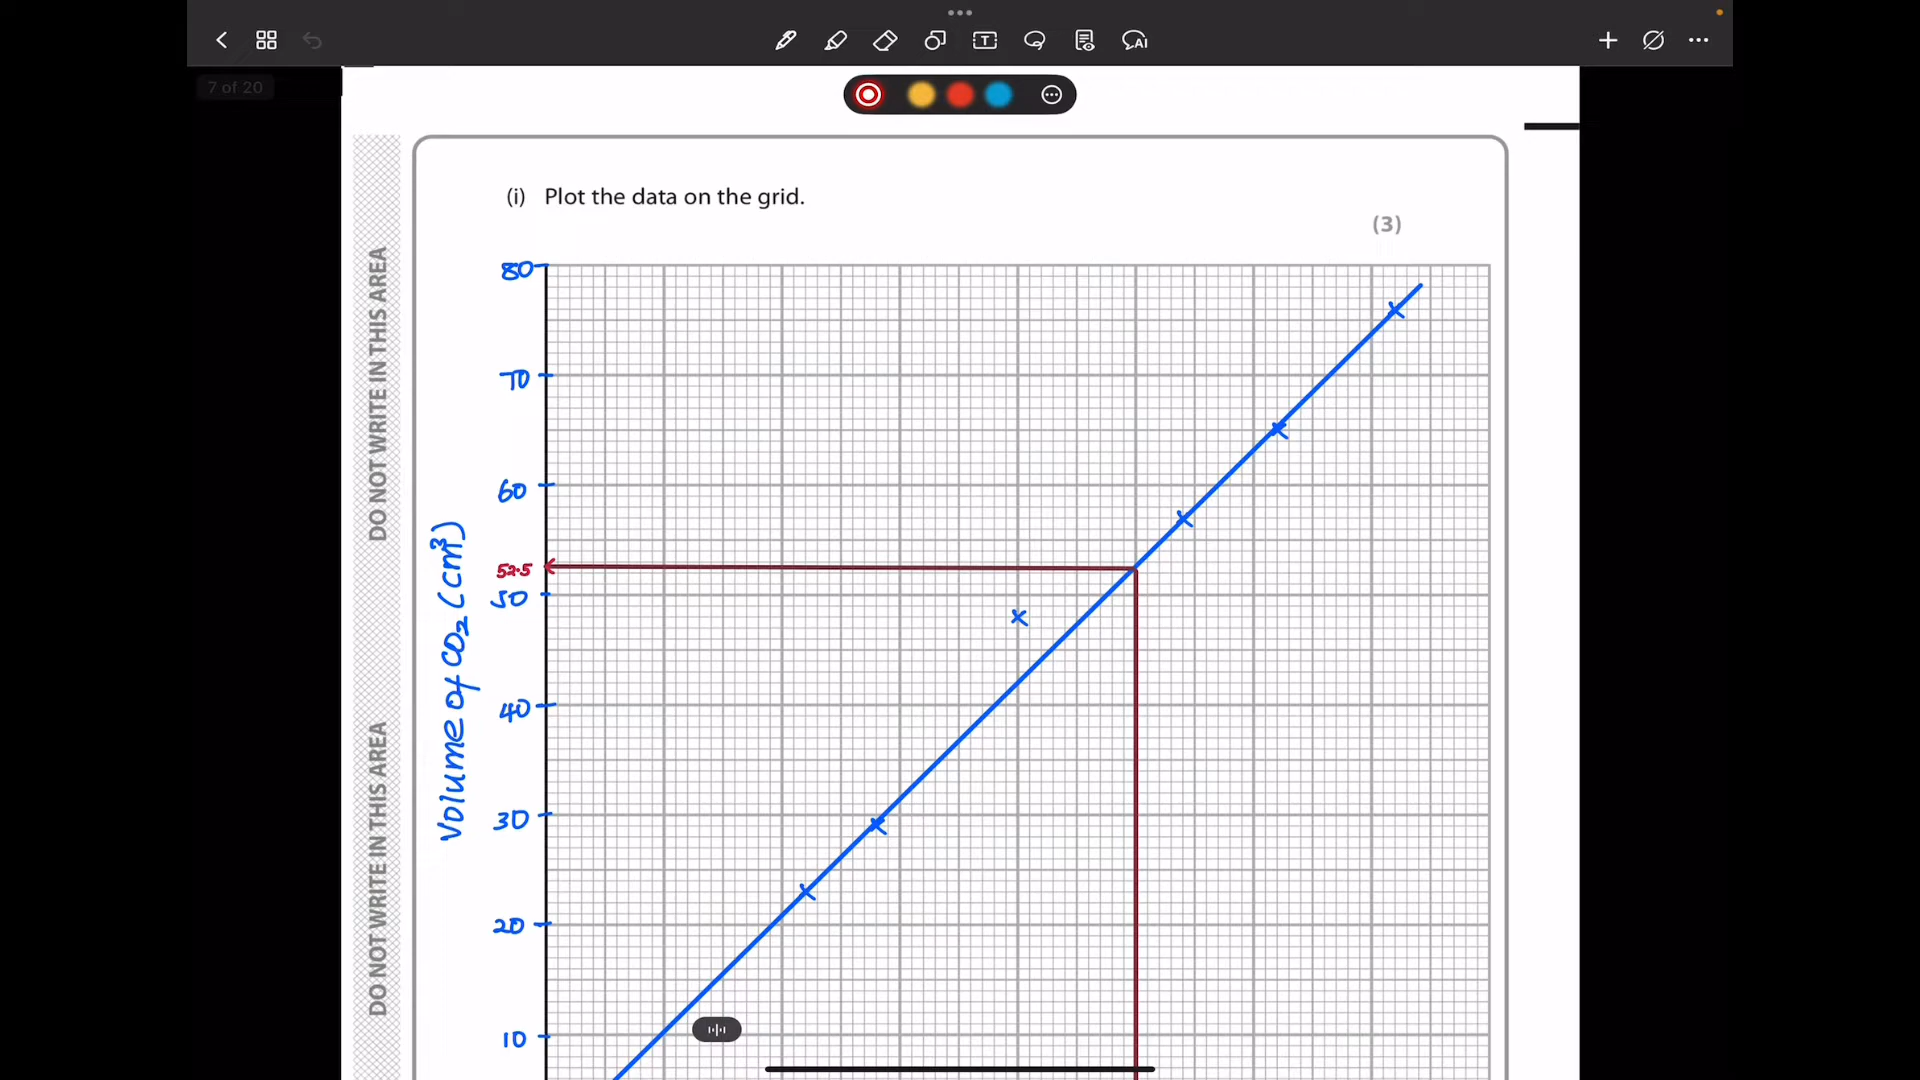 7 of 20
T
AI
(i) Plot the data on the grid.
(3)
DO NOT WRITE IN THIS AREA
DO NOT WRITE IN THIS AREA
Volume of CO₂ (cm³)
80
70
60
52.5
50
40
30
20
10